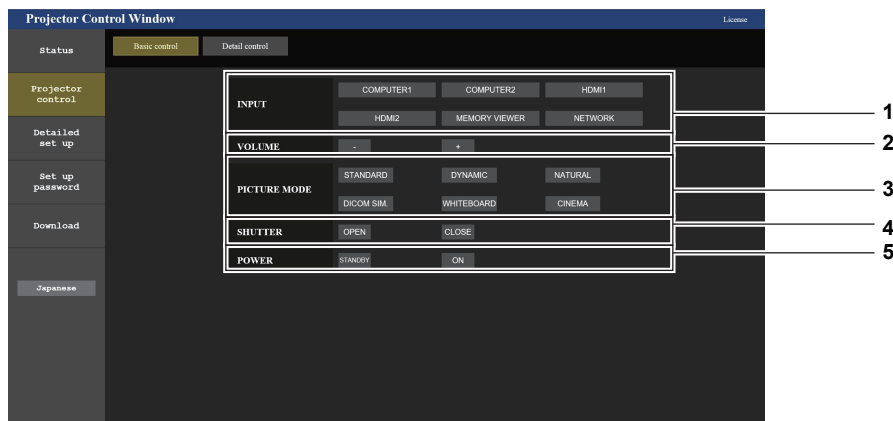 Projector Control Window
License
Status
Basic control
Detail control
Projector
control
Detailed
set up
Set up
password
Download
Japanese
INPUT
COMPUTER1
COMPUTER2
HDMI1
HDMI2
MEMORY VIEWER
NETWORK
1
VOLUME
-
+
2
PICTURE MODE
STANDARD
DYNAMIC
NATURAL
DICOM SIM.
WHITEBOARD
CINEMA
3
SHUTTER
OPEN
CLOSE
4
POWER
STANDBY
ON
5